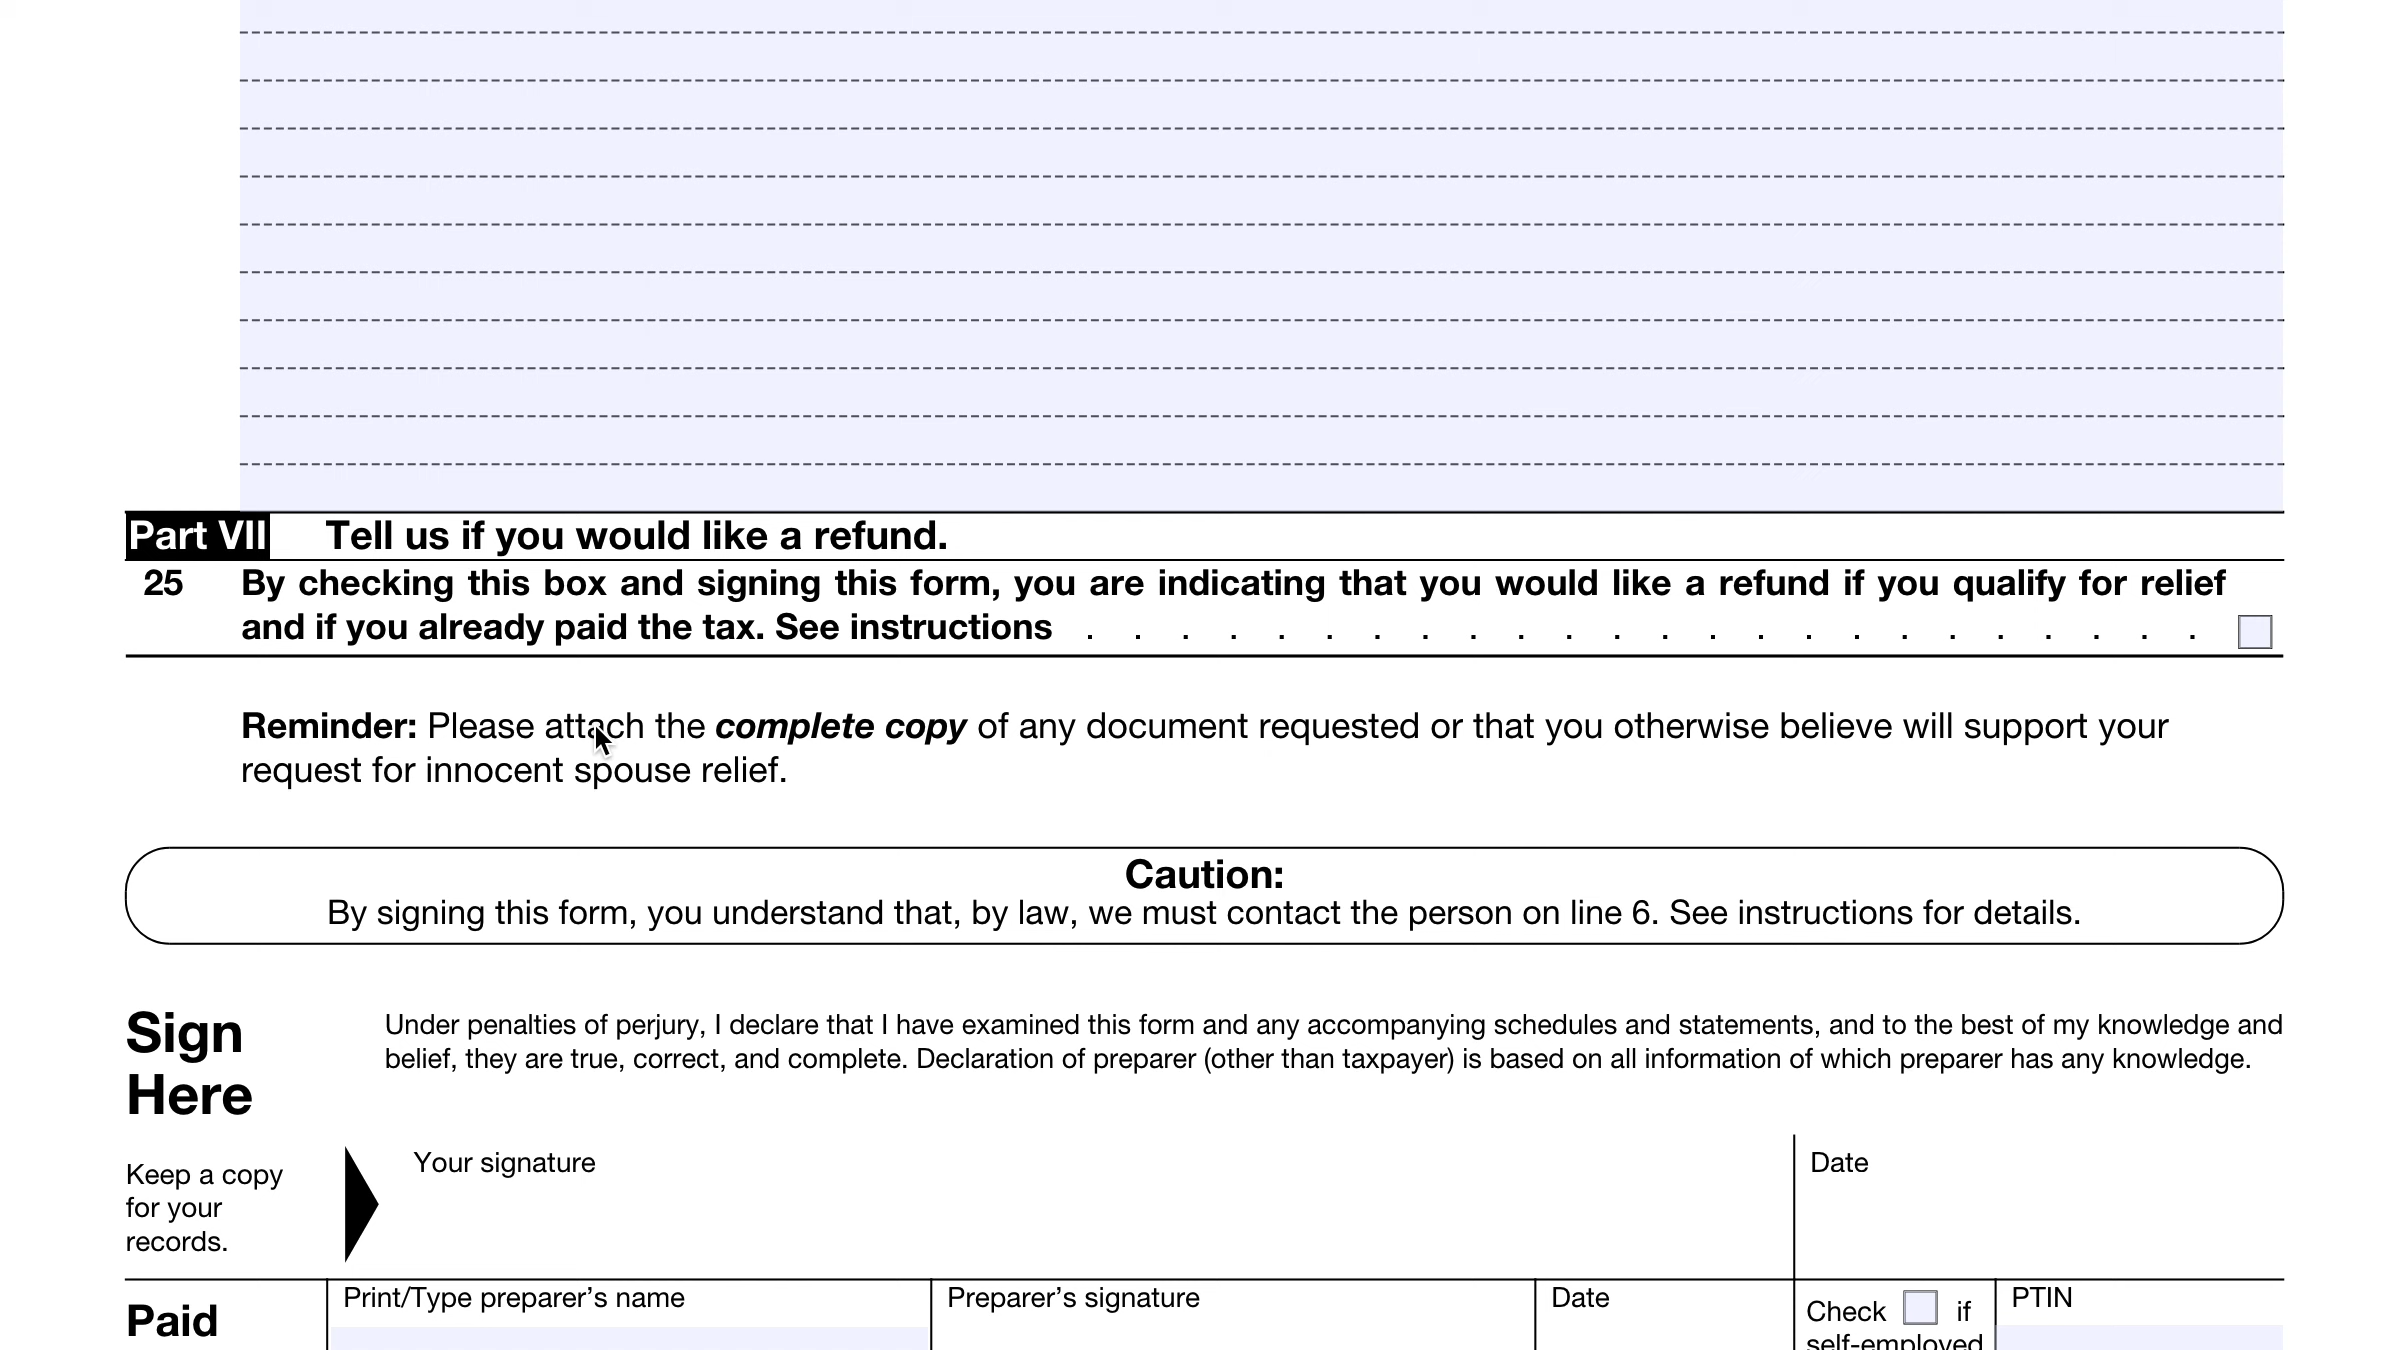 Part VII Tell us if you would like a refund.
25 By checking this box and signing this form, you are indicating that you would like a refund if you qualify for relief
and if you already paid the tax. See instructions . . . . . . . . . . . . . . . . . . . . . . . .
Reminder: Please attach the complete copy of any document requested or that you otherwise believe will support your
request for innocent spouse relief.
Caution:
By signing this form, you understand that, by law, we must contact the person on line 6. See instructions for details.
Sign
Here
Under penalties of perjury, I declare that I have examined this form and any accompanying schedules and statements, and to the best of my knowledge and
belief, they are true, correct, and complete. Declaration of preparer (other than taxpayer) is based on all information of which preparer has any knowledge.
Keep a copy
for your
records.
Your signature
Date
Paid
Print/Type preparer’s name
Preparer’s signature
Date
Check if
self-employed
PTIN